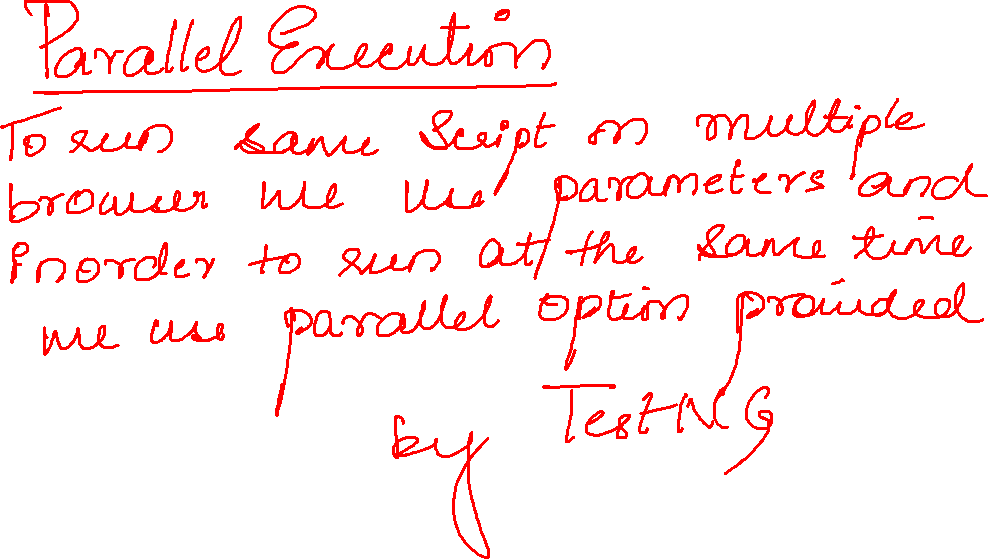 Parallel Execution
To run same Script on multiple
browser we use parameters and
inorder to run at the same time
we use parallel option provided
by TestNG